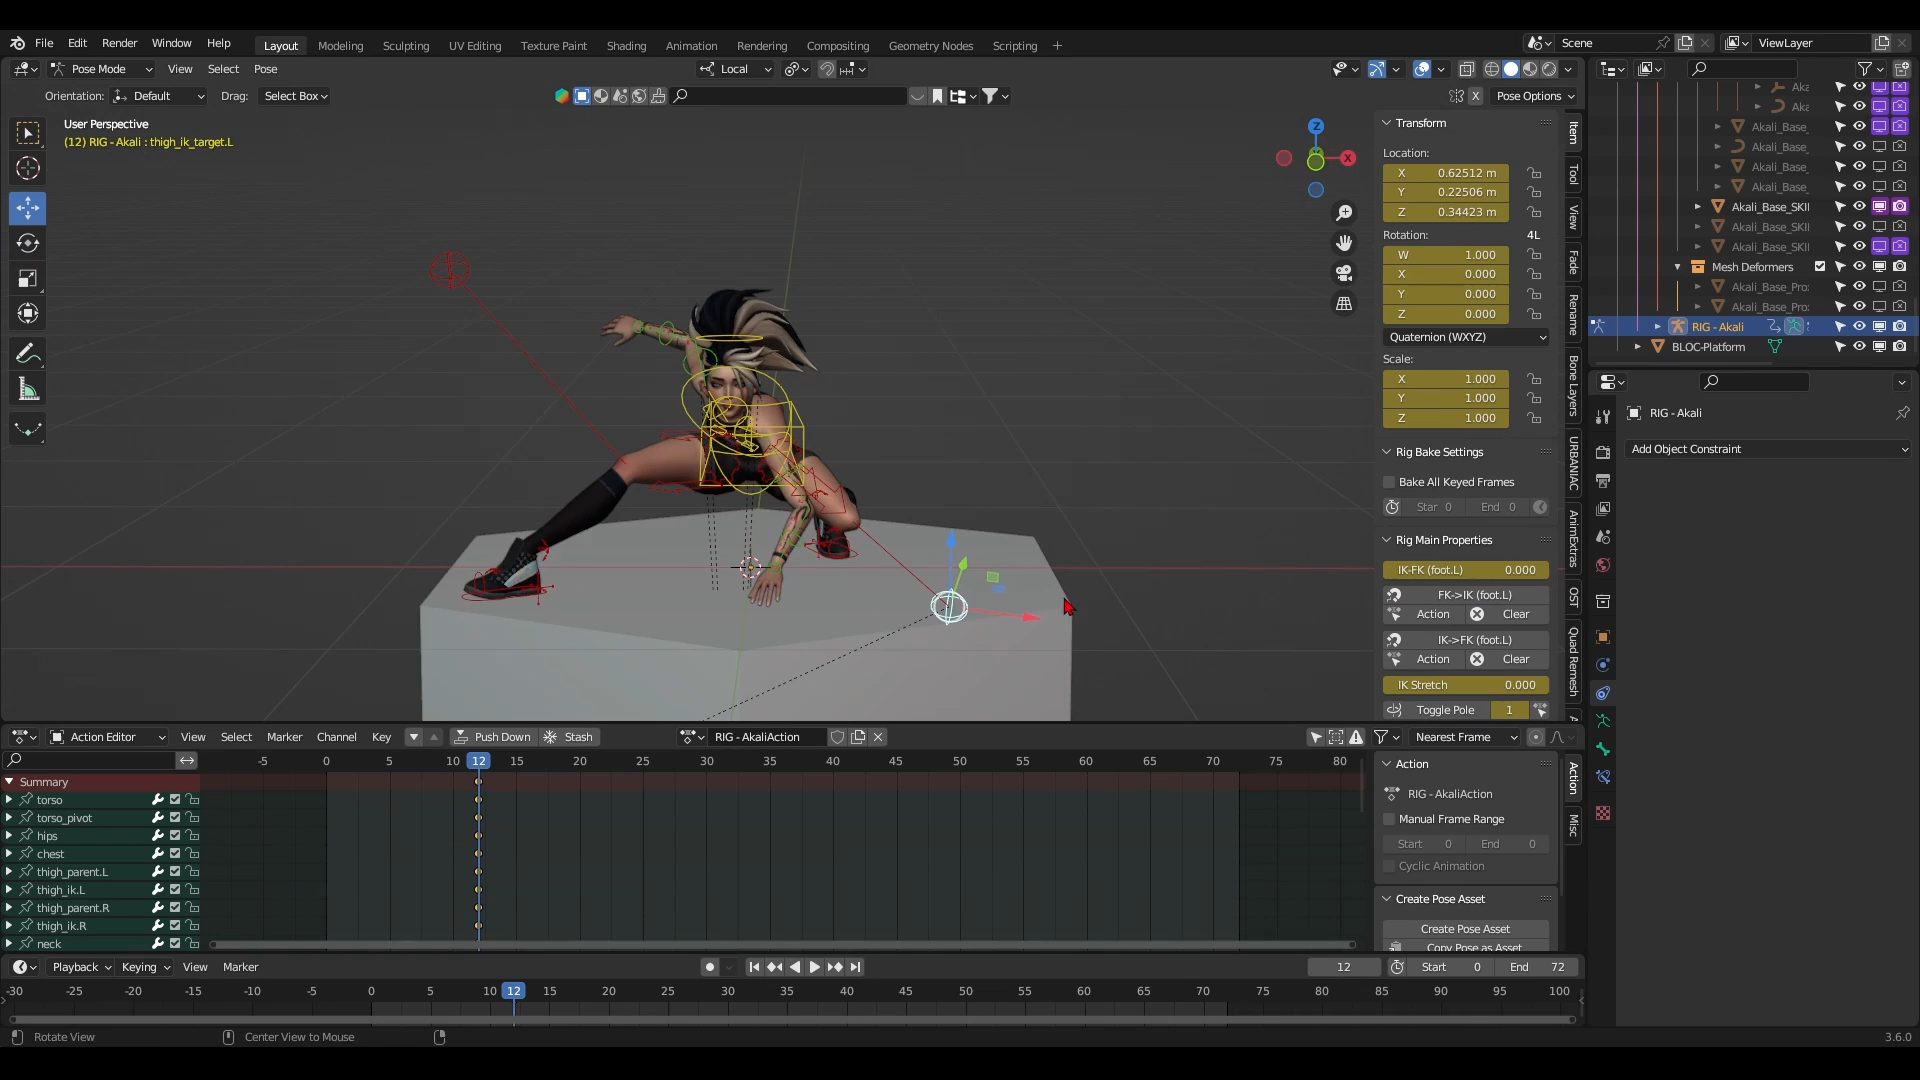 File Edit Render Window Help Layout Modeling Sculpting UV Editing Texture Paint Shading Animation Rendering Compositing Geometry Nodes Scripting + Scene ViewLayer
Pose Mode View Select Pose Local
Orientation: Default Drag: Select Box X Pose Options
User Perspective
(12) RIG - Akali : thigh_ik_target.L
Z
X
Transform
Location:
X 0.62512 m
Y 0.22506 m
Z 0.34423 m
Rotation: 4L
W 1.000
X 0.000
Y 0.000
Z 0.000
Quaternion (WXYZ)
Scale:
X 1.000
Y 1.000
Z 1.000
Rig Bake Settings
Bake All Keyed Frames
Star 0 End 0
Rig Main Properties
IK-FK (foot.L) 0.000
FK->IK (foot.L)
Action Clear
IK->FK (foot.L)
Action Clear
IK Stretch 0.000
Toggle Pole 1
Item
Tool
View
Fade
Rename
Bone Layers
URBANIAC
AnimExtras
OST
Quad Remesh
Aka
Aka
Akali_Base_
Akali_Base_
Akali_Base_
Akali_Base_
Akali_Base_SKII
Akali_Base_SKII
Akali_Base_SKII
Mesh Deformers
Akali_Base_Pro:
Akali_Base_Pro:
RIG - Akali
BLOC-Platform
RIG - Akali
Add Object Constraint
Action Editor View Select Marker Channel Key Push Down Stash RIG - AkaliAction Nearest Frame
-5 0 5 10 12 15 20 25 30 35 40 45 50 55 60 65 70 75 80
Summary
torso
torso_pivot
hips
chest
thigh_parent.L
thigh_ik.L
thigh_parent.R
thigh_ik.R
neck
Action
RIG - AkaliAction
Manual Frame Range
Start 0 End 0
Cyclic Animation
Create Pose Asset
Create Pose Asset
Copy Pose as Asset
Action
Misc
Playback Keying View Marker 12 Start 0 End 72
-30 -25 -20 -15 -10 -5 0 5 10 12 15 20 25 30 35 40 45 50 55 60 65 70 75 80 85 90 95 100
Rotate View Center View to Mouse 3.6.0